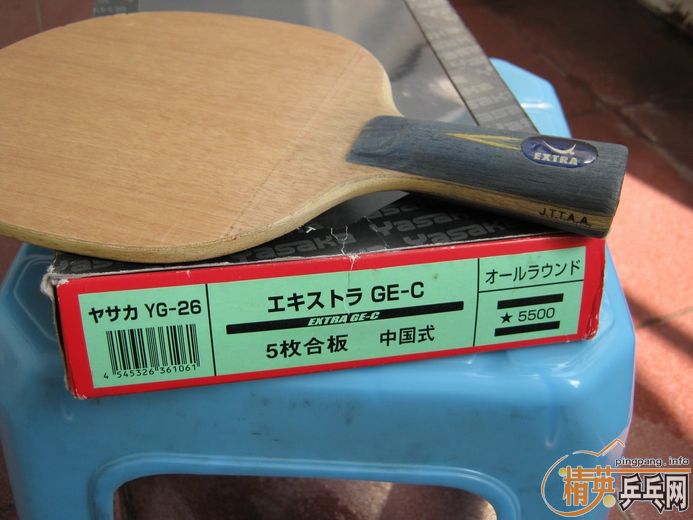 EXTRA
J.T.T.A.A.
Yasaka
ヤサカ YG-26
4 545326 361061
エキストラ GE-C
EXTRA GE-C
5枚合板 中国式
オールラウンド
★ 5500
pingpang.info
精英乒乓网